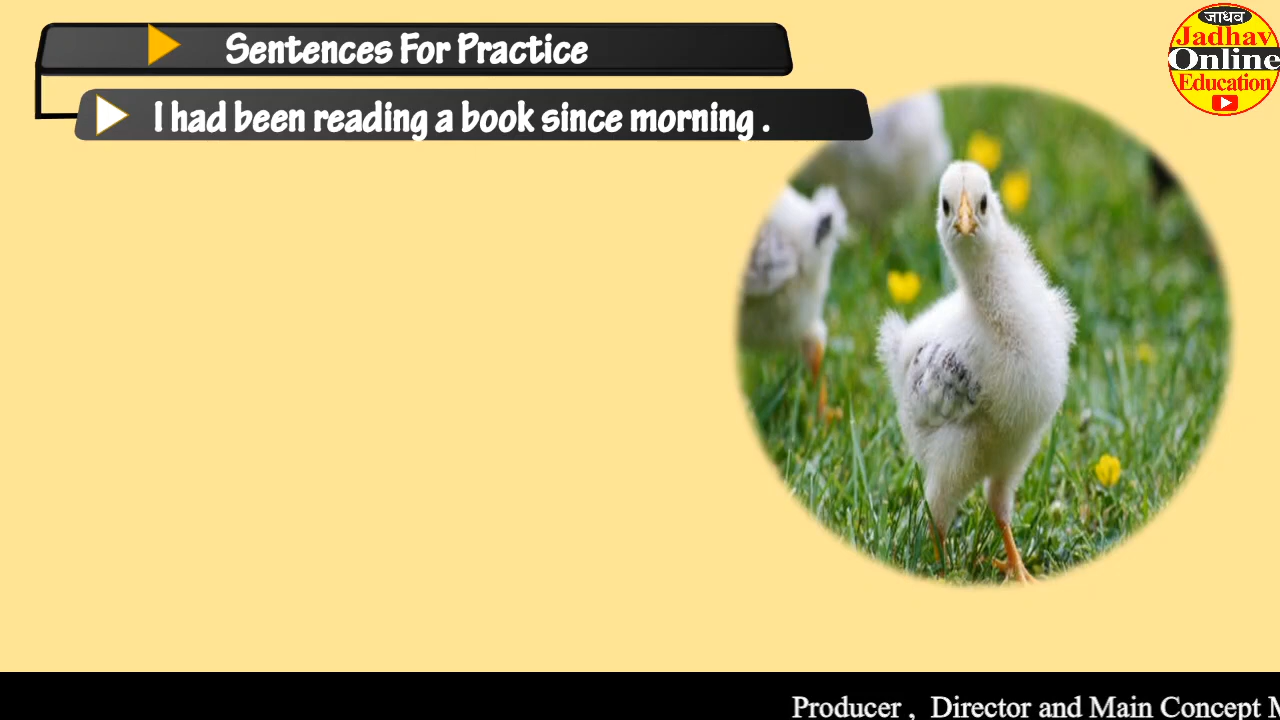 Sentences For Practice
I had been reading a book since morning .
जाधव
Jadhav
Online
Education
Producer , Director and Main Concept M